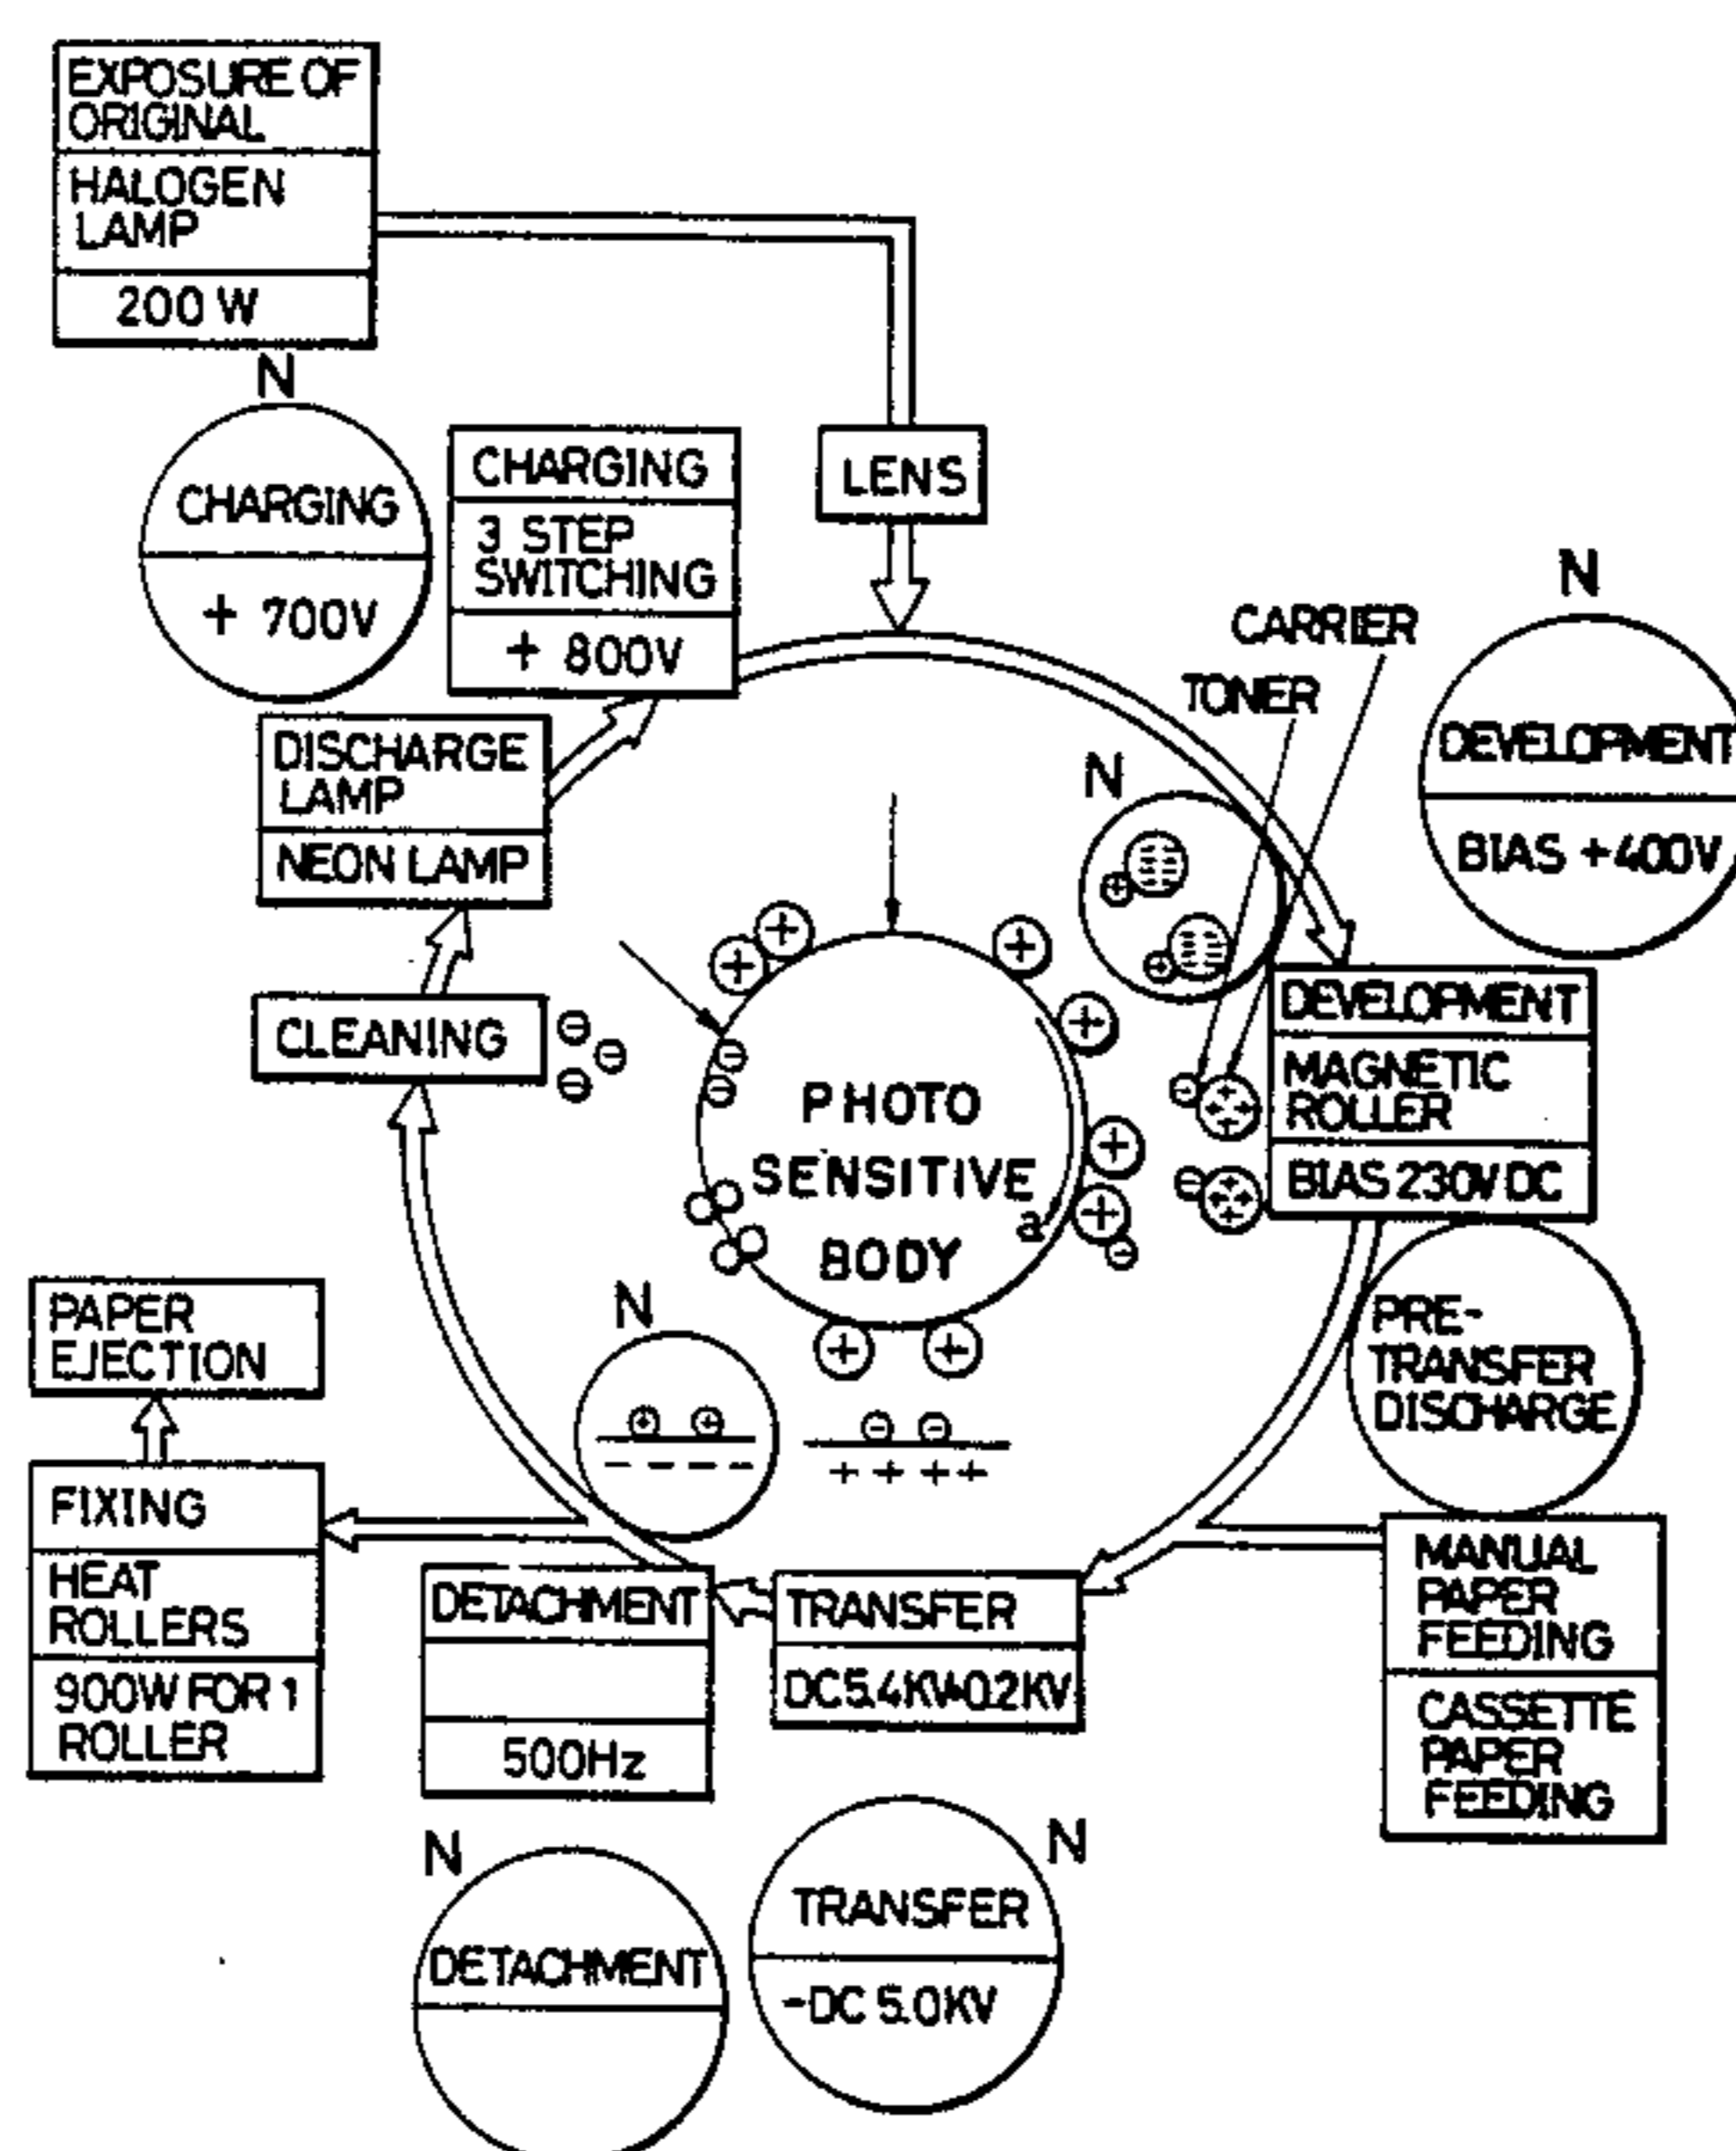 EXPOSURE OF
ORIGINAL
HALOGEN
LAMP
200 W
N
CHARGING
+ 700V
CHARGING
3 STEP
SWITCHING
+ 800V
LENS
DISCHARGE
LAMP
NEON LAMP
CLEANING
CARRIER
TONER
N
N
DEVELOPMENT
BIAS +400V
DEVELOPMENT
MAGNETIC
ROLLER
BIAS 230V DC
PHOTO
SENSITIVE
BODY
a
PRE-
TRANSFER
DISCHARGE
N
PAPER
EJECTION
FIXING
HEAT
ROLLERS
900W FOR 1
ROLLER
DETACHMENT
500Hz
TRANSFER
DC5.4KV+0.2KV
MANUAL
PAPER
FEEDING
CASSETTE
PAPER
FEEDING
N
DETACHMENT
N
TRANSFER
-DC 5.0KV